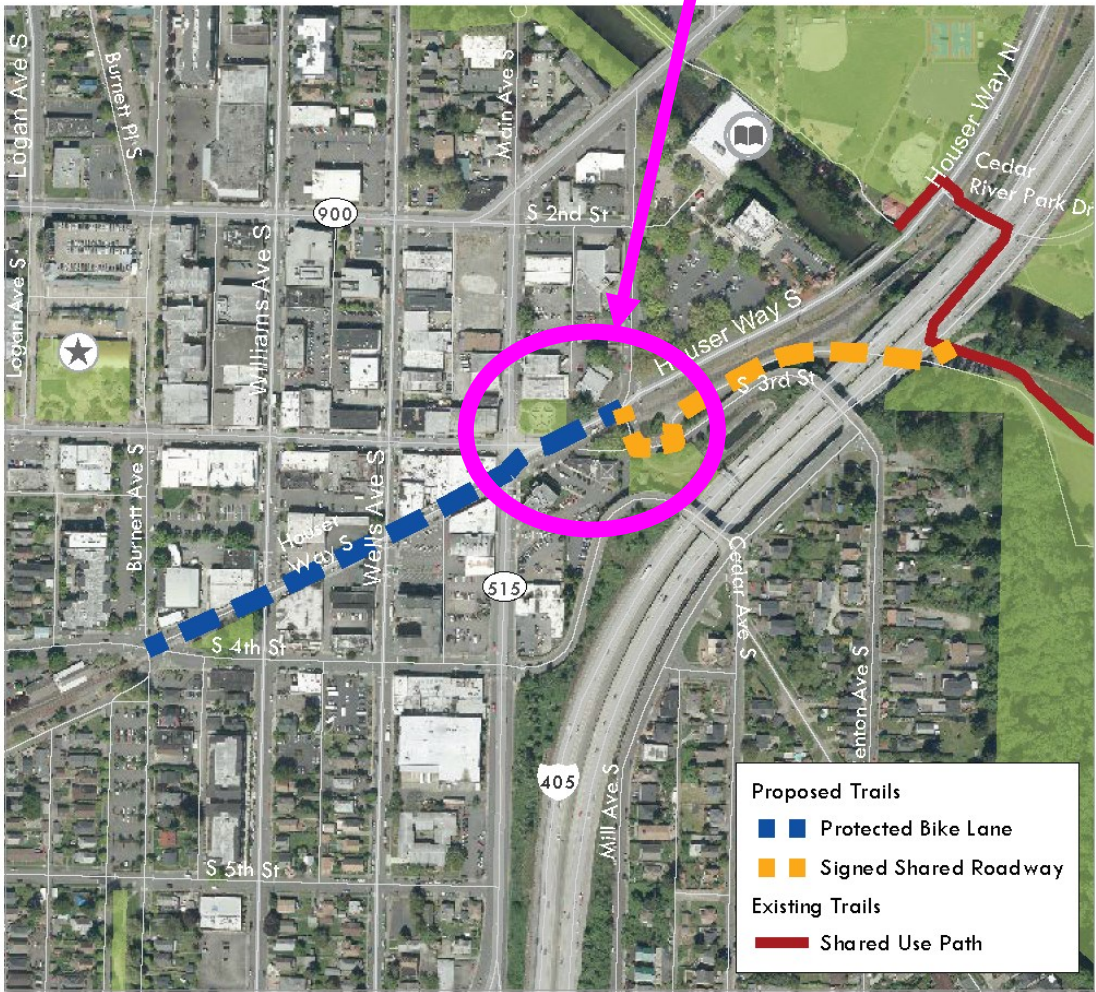 Logan Ave S
Burnett Pl S
Main Ave S
Houser Way N
Cedar
River Park Dr
900
S 2nd St
Logan Ave S
Williams Ave S
Houser Way S
S 3rd St
Burnett Ave S
Wells Ave S
Houser
Way S
515
Cedar Ave S
S 4th St
enton Ave S
405
Mill Ave S
S 5th St
Proposed Trails
Protected Bike Lane
Signed Shared Roadway
Existing Trails
Shared Use Path